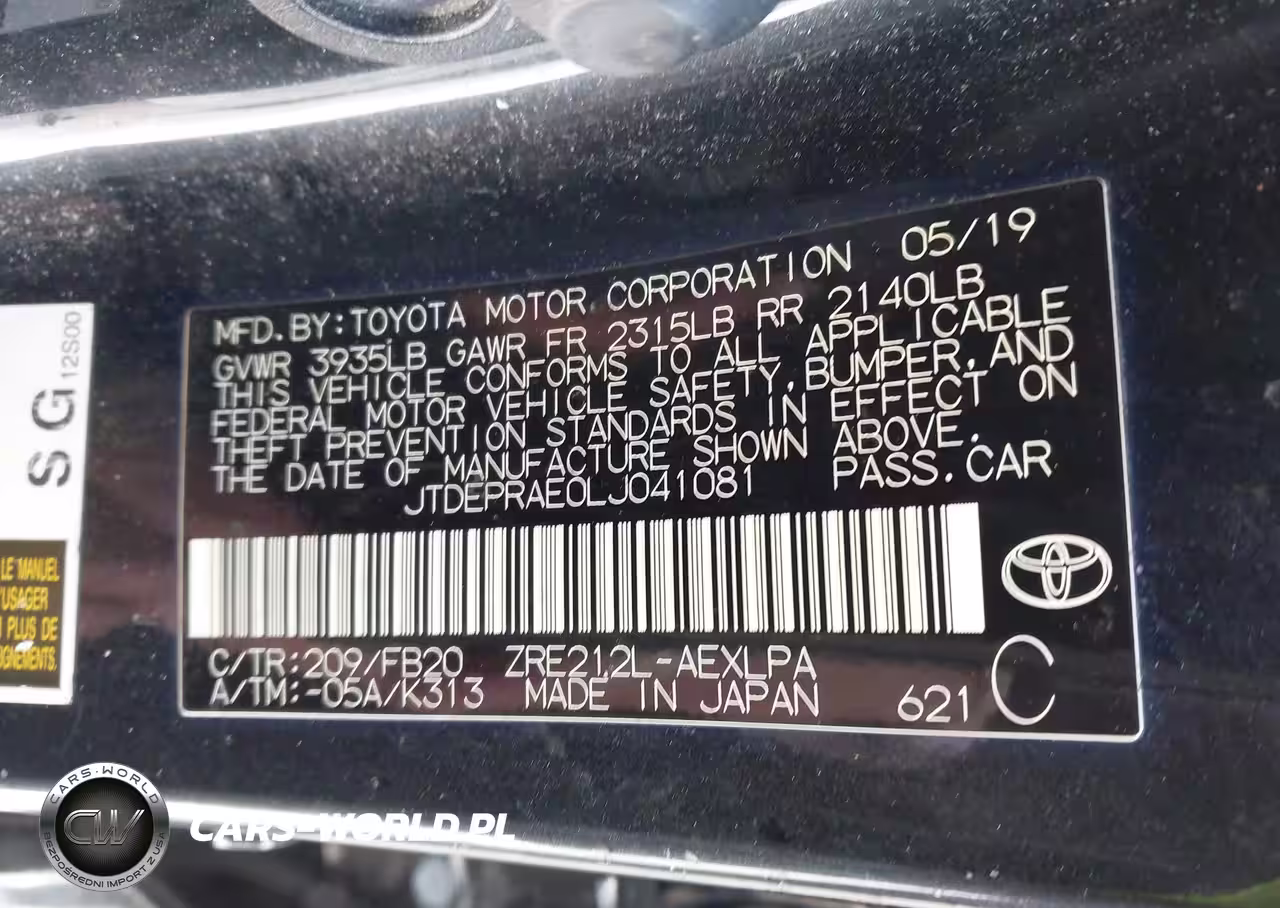 MFD.BY:TOYOTA MOTOR CORPORATION 05/19
GVWR 3935LB GAWR FR 2315LB RR 2140LB
THIS VEHICLE CONFORMS TO ALL APPLICABLE
FEDERAL MOTOR VEHICLE SAFETY,BUMPER,AND
THEFT PREVENTION STANDARDS IN EFFECT ON
THE DATE OF MANUFACTURE SHOWN ABOVE.
JTDEPRAE0LJ041081 PASS.CAR
C/TR:209/FB20 ZRE212L-AEXLPA
A/TM:-05A/K313 MADE IN JAPAN 621 C
S G 12S00
LE MANUEL
'USAGER
PLUS DE
CARS-WORLD
CW
BEZPOŚREDNI IMPORT Z USA
CARS-WORLD.PL